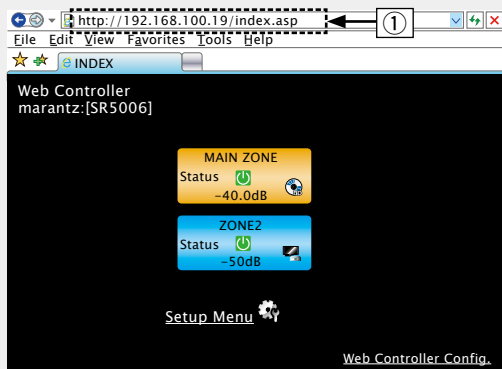 http://192.168.100.19/index.asp
①
File Edit View Favorites Tools Help
INDEX
Web Controller
marantz:[SR5006]
MAIN ZONE
Status
-40.0dB
ZONE2
Status
-50dB
Setup Menu
Web Controller Config.